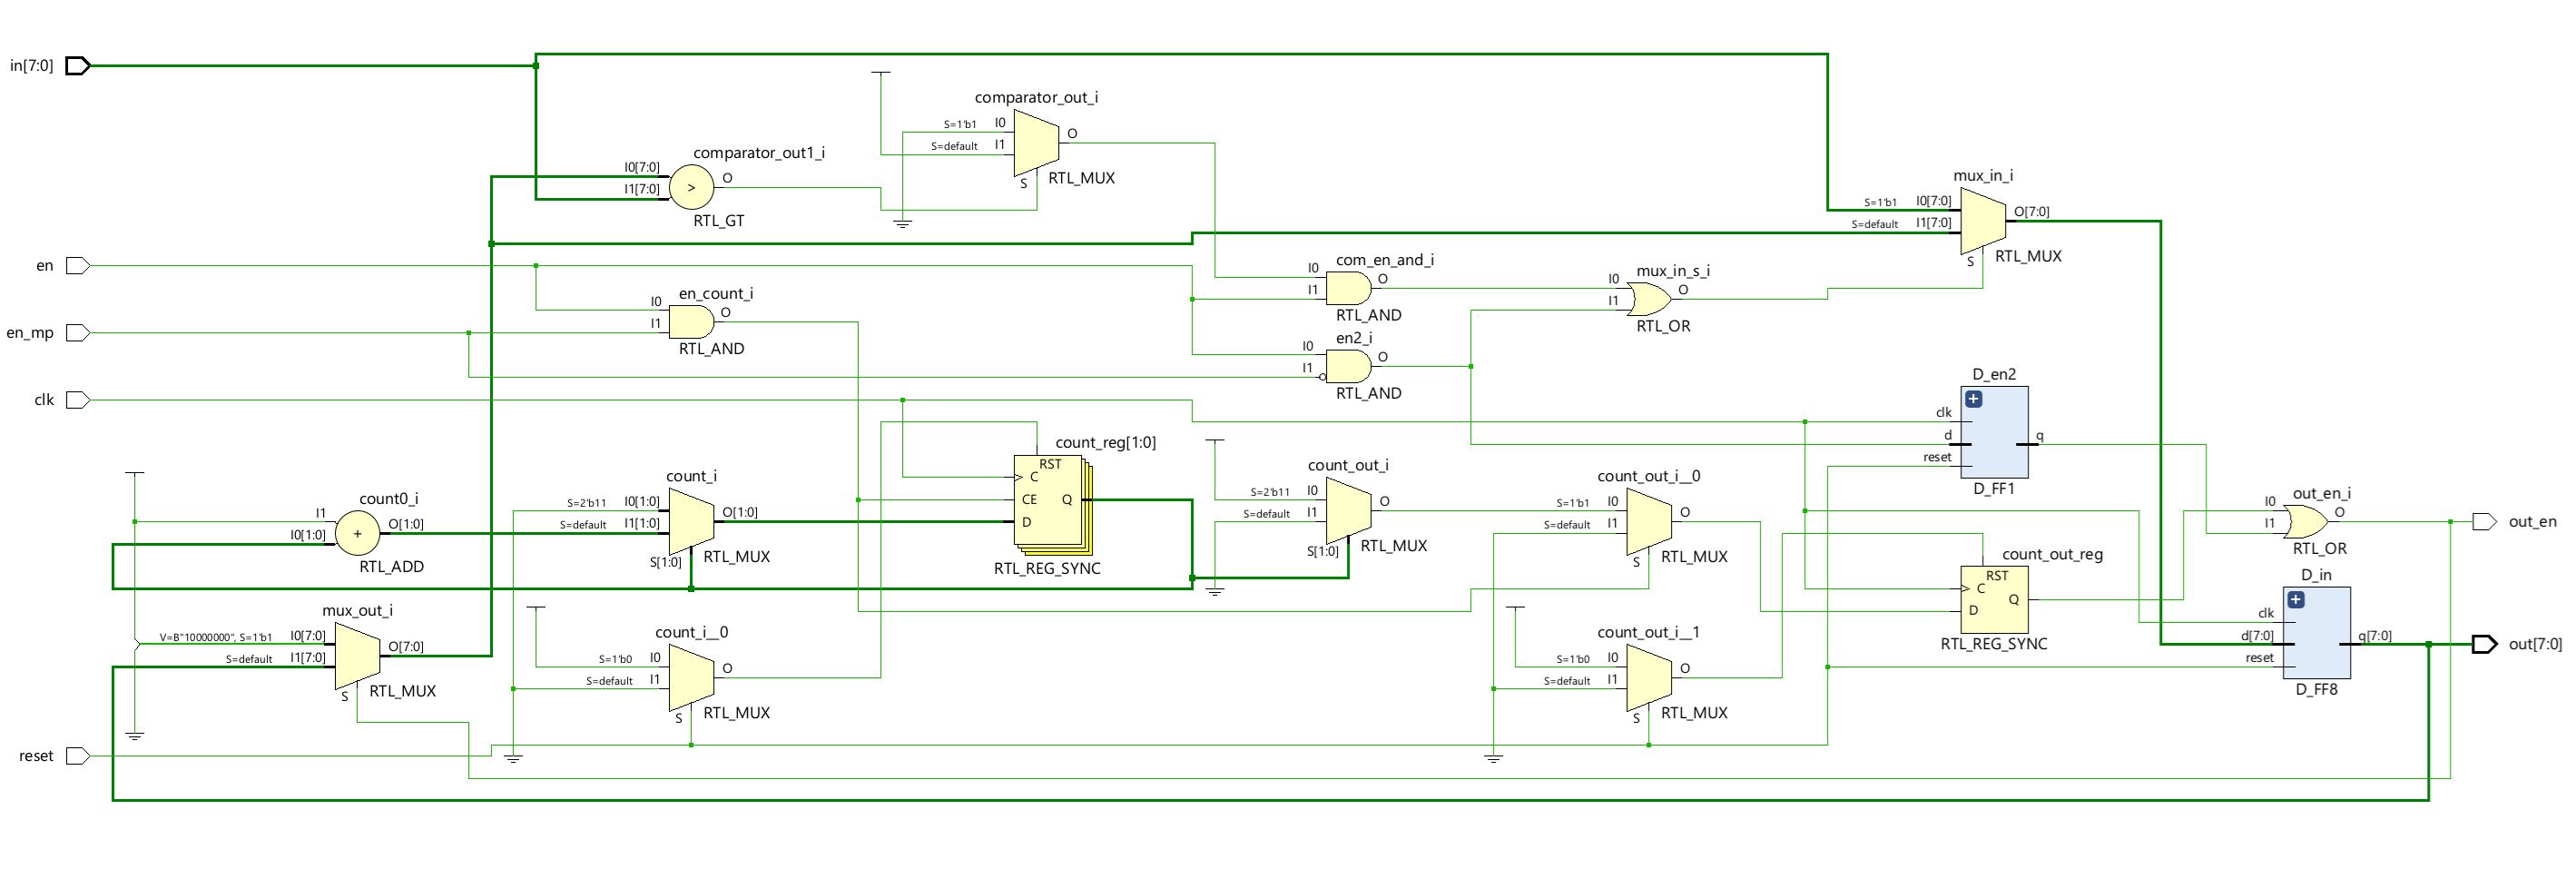 in[7:0]
comparator_out_i
S=1'b1 I0
S=default I1
O
S
RTL_MUX
comparator_out1_i
I0[7:0]
I1[7:0]
>
O
RTL_GT
mux_in_i
S=1'b1 I0[7:0]
S=default I1[7:0]
O[7:0]
S
RTL_MUX
en
en_count_i
I0
I1
O
RTL_AND
com_en_and_i
I0
I1
O
RTL_AND
mux_in_s_i
I0
I1
O
RTL_OR
en_mp
en2_i
I0
I1
O
RTL_AND
clk
D_en2
clk
d
reset
q
D_FF1
count0_i
I1
I0[1:0]
+
O[1:0]
RTL_ADD
count_i
S=2'b11 I0[1:0]
S=default I1[1:0]
O[1:0]
S[1:0]
RTL_MUX
count_reg[1:0]
RST
C
CE
D
Q
RTL_REG_SYNC
count_out_i
S=2'b11 I0
S=default I1
O
S[1:0]
RTL_MUX
count_out_i__0
S=1'b1 I0
S=default I1
O
S
RTL_MUX
count_out_reg
RST
C
D
Q
RTL_REG_SYNC
out_en_i
I0
I1
O
RTL_OR
out_en
mux_out_i
V=B"10000000", S=1'b1 I0[7:0]
S=default I1[7:0]
O[7:0]
S
RTL_MUX
count_i__0
S=1'b0 I0
S=default I1
O
S
RTL_MUX
count_out_i__1
S=1'b0 I0
S=default I1
O
S
RTL_MUX
D_in
clk
d[7:0]
reset
q[7:0]
D_FF8
out[7:0]
reset